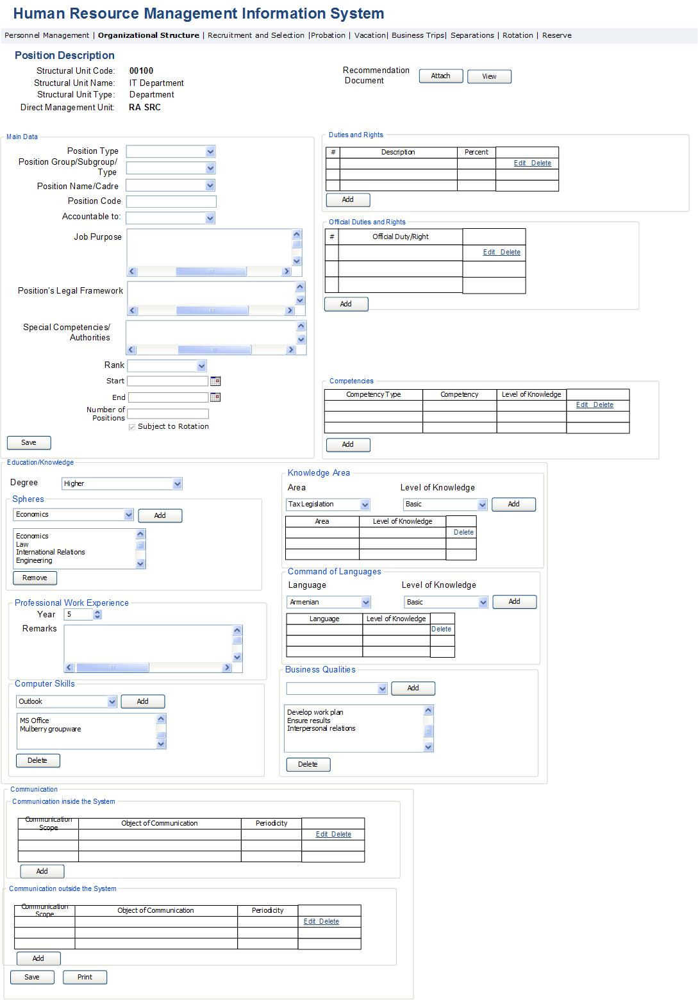 Human Resource Management Information System
Personnel Management | Organizational Structure | Recruitment and Selection |Probation | Vacation| Business Trips| Separations | Rotation | Reserve
Position Description
Structural Unit Code: 00100
Structural Unit Name: IT Department
Structural Unit Type: Department
Direct Management Unit: RA SRC
Recommendation
Document
Attach View
Main Data
Position Type
Position Group/Subgroup/
Type
Position Name/Cadre
Position Code
Accountable to:
Job Purpose
Position's Legal Framework
Special Competencies/
Authorities
Rank
Start
End
Number of
Positions
Subject to Rotation
Save
Duties and Rights
# Description Percent
Edit Delete
Add
Official Duties and Rights
# Official Duty/Right
Edit Delete
Add
Competencies
Competency Type Competency Level of Knowledge
Edit Delete
Add
Education/Knowledge
Degree Higher
Spheres
Economics Add
Economics
Law
International Relations
Engineering
Remove
Professional Work Experience
Year 5
Remarks
Computer Skills
Outlook Add
MS Office
Mulberry groupware
Delete
Knowledge Area
Area Level of Knowledge
Tax Legislation Basic Add
Area Level of Knowledge
Delete
Command of Languages
Language Level of Knowledge
Armenian Basic Add
Language Level of Knowledge
Delete
Business Qualities
Add
Develop work plan
Ensure results
Interpersonal relations
Delete
Communication
Communication inside the System
Communication
Scope
Object of Communication Periodicity
Edit Delete
Add
Communication outside the System
Communication
Scope
Object of Communication Periodicity
Edit Delete
Add
Save Print